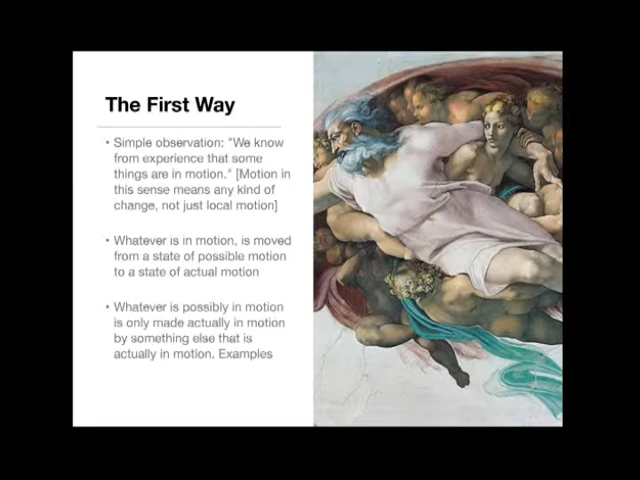 The First Way
• Simple observation: "We know
from experience that some
things are in motion." [Motion in
this sense means any kind of
change, not just local motion]
• Whatever is in motion, is moved
from a state of possible motion
to a state of actual motion
• Whatever is possibly in motion
is only made actually in motion
by something else that is
actually in motion. Examples